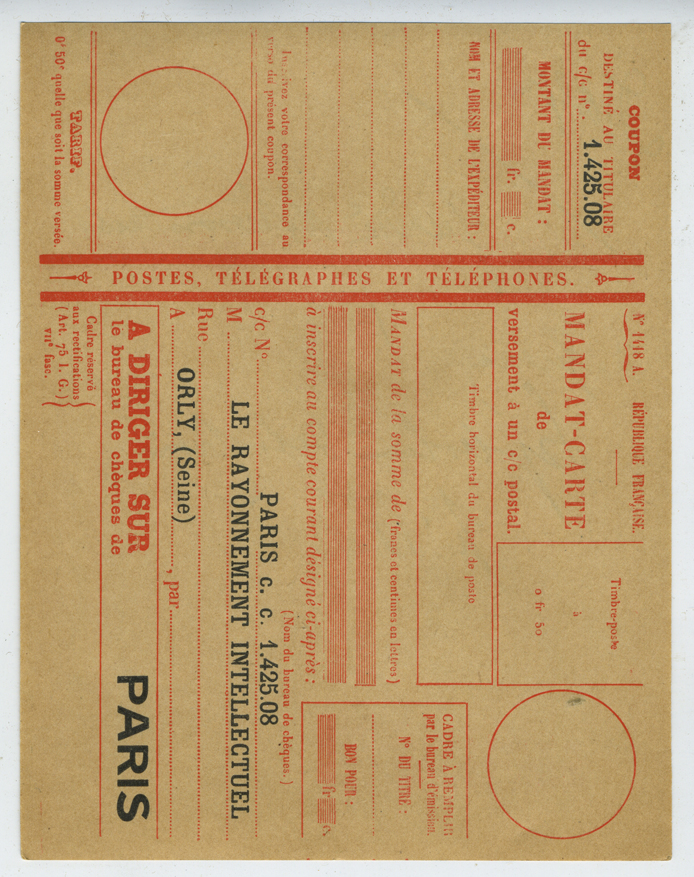 COUPON
DESTINÉ AU TITULAIRE
du c/c n° . 1.425.08
MONTANT DU MANDAT :
fr. c.
NOM ET ADRESSE DE L'EXPÉDITEUR :
Inscrivez votre correspondance au
verso du présent coupon.
TARIF.
0f 50c quelle que soit la somme versée.
POSTES, TÉLÉGRAPHES ET TÉLÉPHONES.
N° 1418 A. RÉPUBLIQUE FRANÇAISE.
MANDAT-CARTE
de
versement à un c/c postal.
Timbre-poste
à
0 fr 50
Timbre horizontal du bureau de poste
CADRE À REMPLIR
par le bureau d'émission.
N° DU TITRE :
BON POUR :
fr. c.
MANDAT de la somme de (francs et centimes en lettres)
à inscrire au compte courant désigné ci-après :
(Nom du bureau de chèques.)
c/c N° PARIS c. c. 1.425.08
M LE RAYONNEMENT INTELLECTUEL
Rue
A ORLY, (Seine) , par
A DIRIGER SUR
le bureau de chèques de
PARIS
Cadre réservé
aux rectifications
(Art. 75 I. G.)
VIIe fasc.